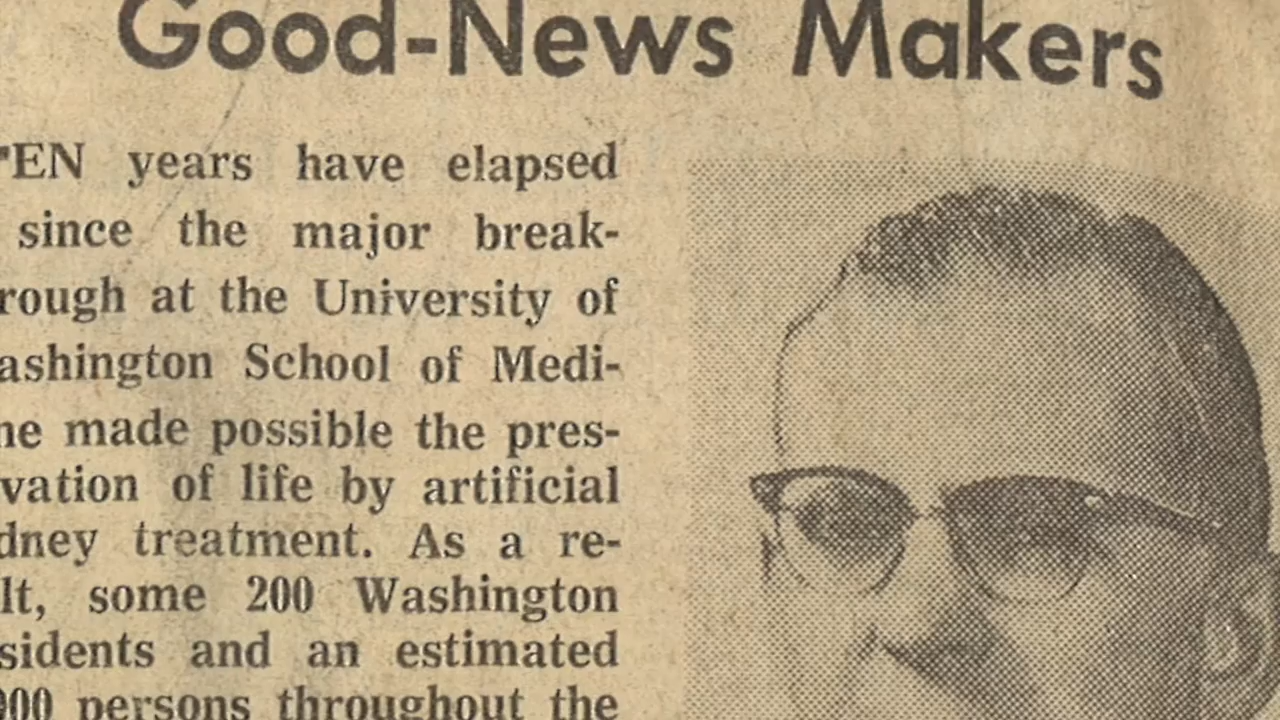 Good-News Makers
EN years have elapsed
since the major break-
rough at the University of
ashington School of Medi-
ne made possible the pres-
vation of life by artificial
dney treatment. As a re-
lt, some 200 Washington
sidents and an estimated
000 persons throughout the